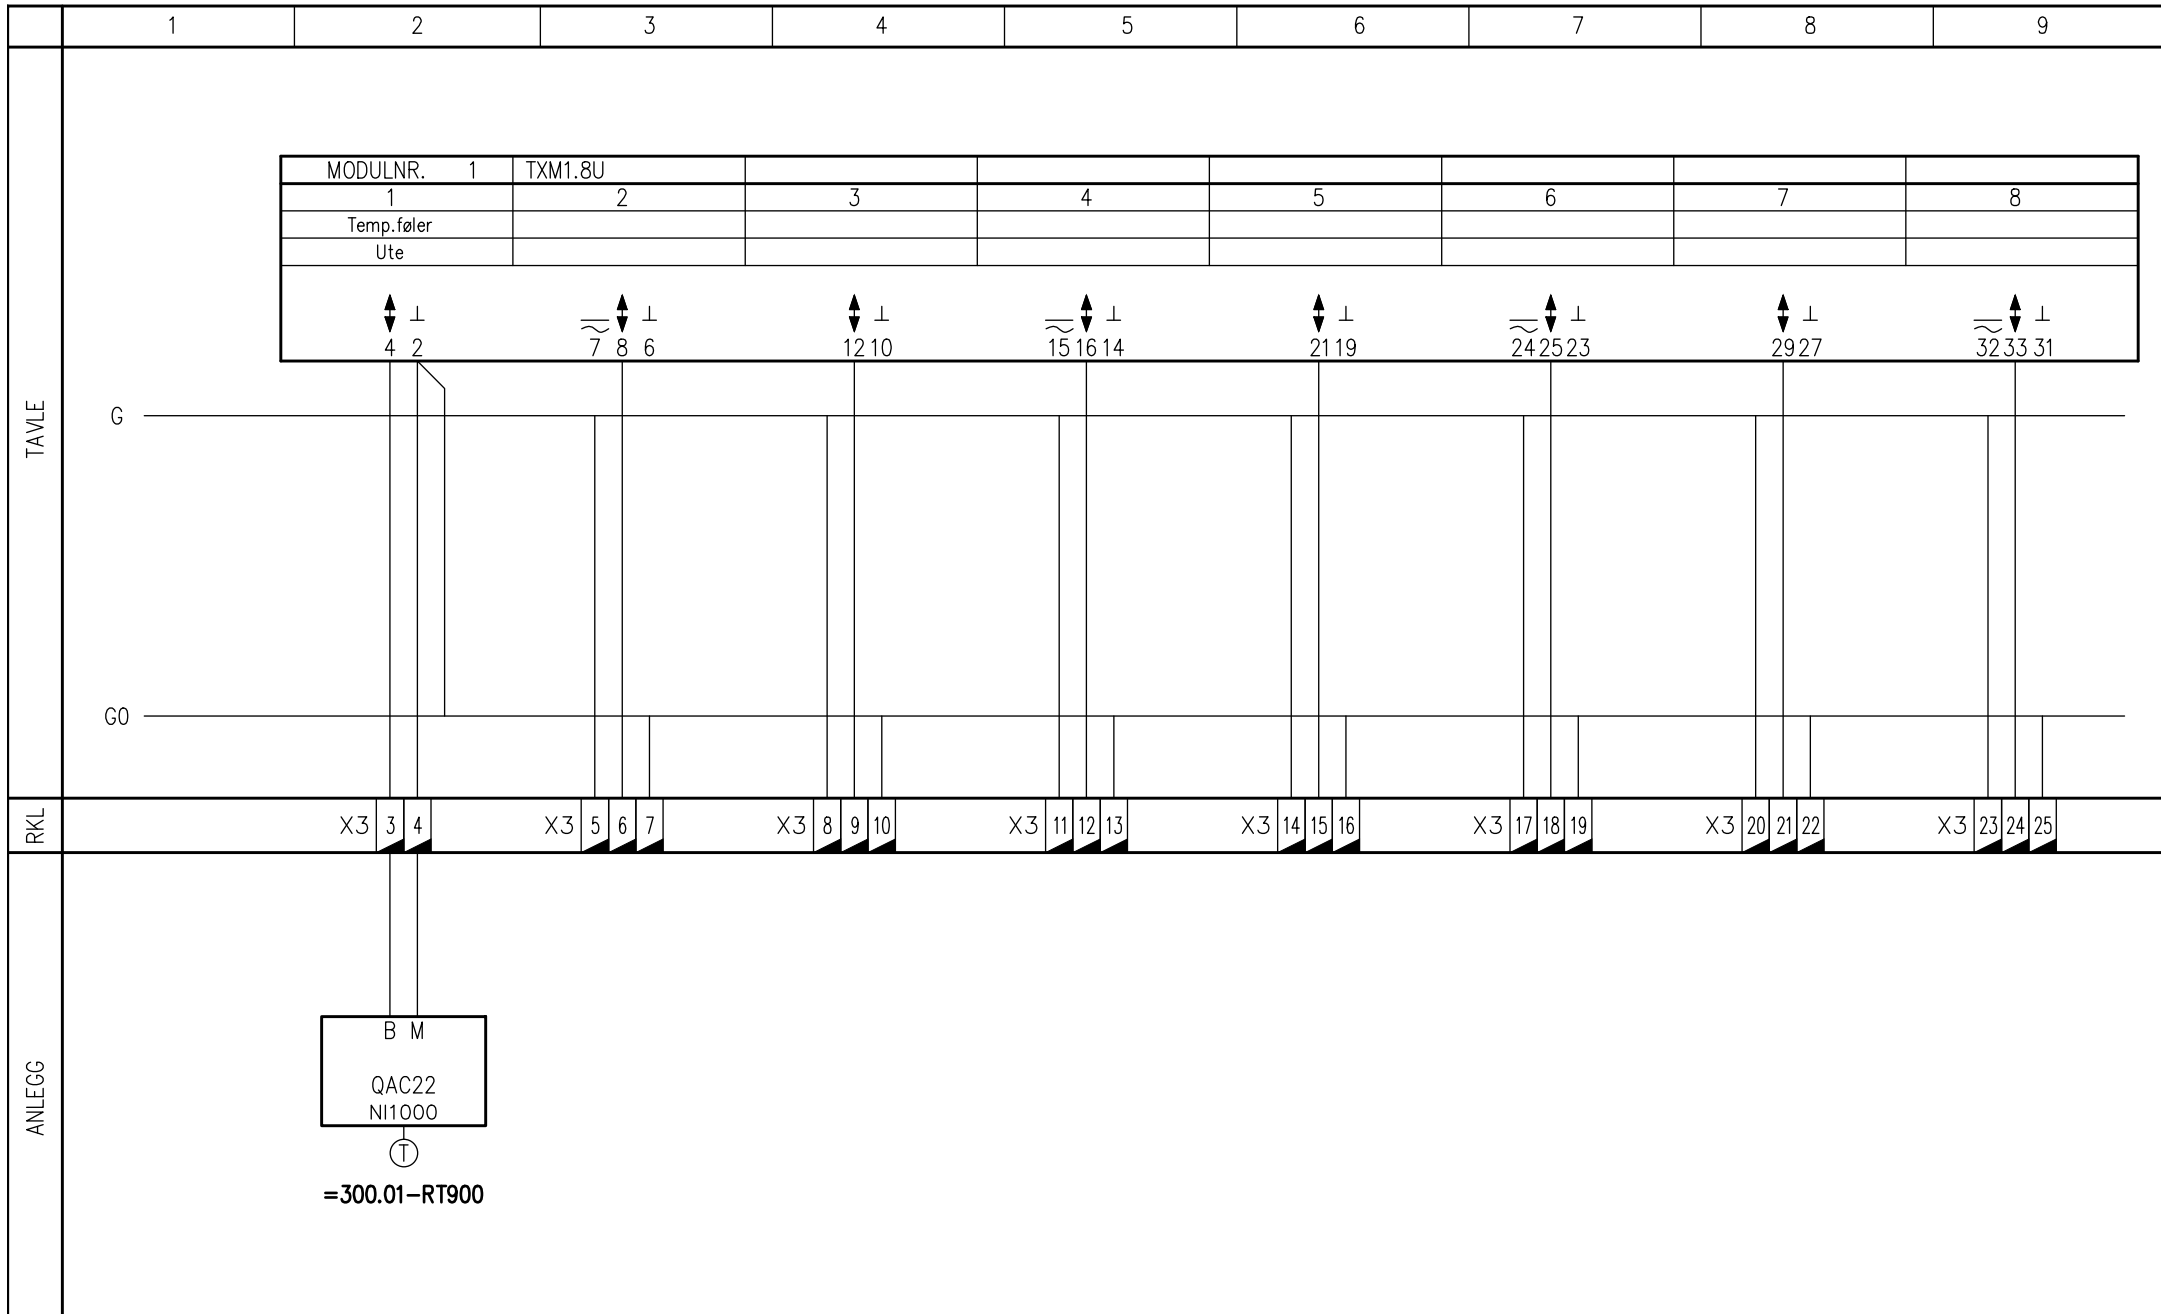 1 2 3 4 5 6 7 8 9
MODULNR. 1 TXM1.8U
1 2 3 4 5 6 7 8
Temp.føler
Ute
⊥ ⊥ ⊥ ⊥ ⊥ ⊥ ⊥ ⊥
4 2 7 8 6 12 10 15 16 14 21 19 24 25 23 29 27 32 33 31
TAVLE
G
G0
RKL
X3 3 4 X3 5 6 7 X3 8 9 10 X3 11 12 13 X3 14 15 16 X3 17 18 19 X3 20 21 22 X3 23 24 25
ANLEGG
B M
QAC22
NI1000
T
=300.01-RT900